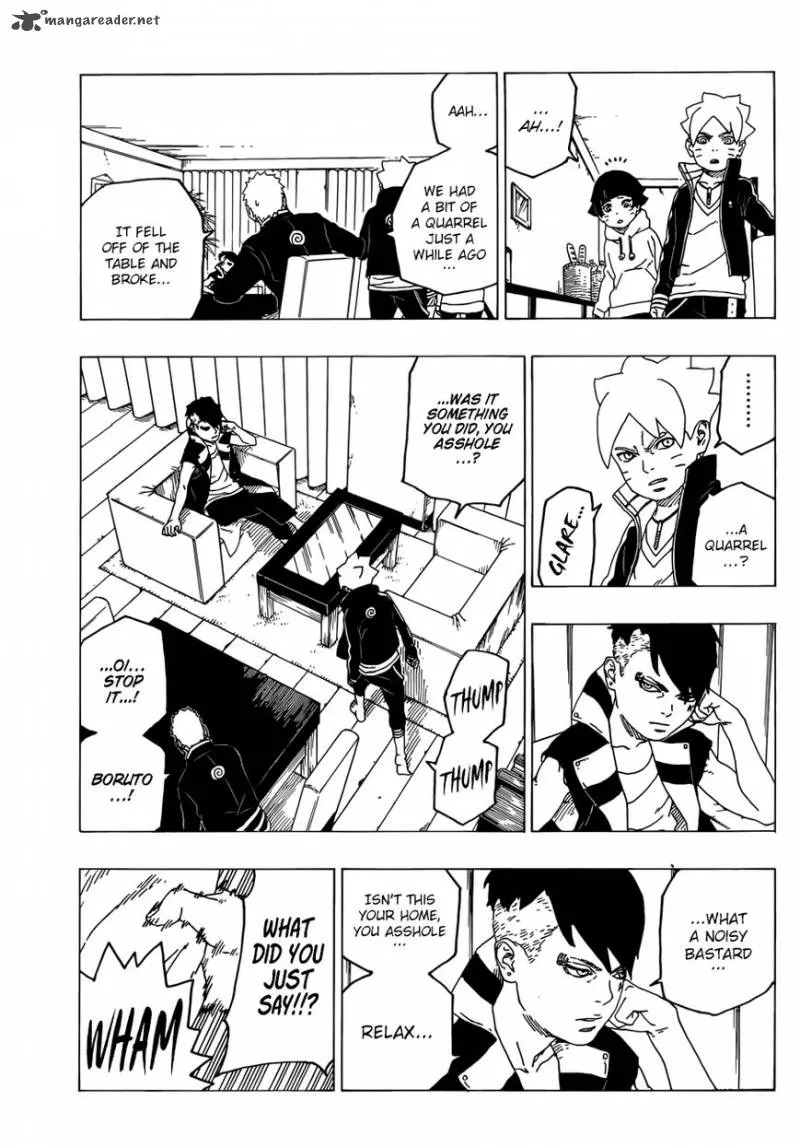 mangareader.net
...
AH...!
AAH...
WE HAD
A BIT OF
A QUARREL
JUST A
WHILE AGO
...
IT FELL
OFF OF THE
TABLE AND
BROKE...
.........
...A
QUARREL
...?
GLARE...
...WAS IT
SOMETHING
YOU DID, YOU
ASSHOLE
...?
THUMP
THUMP
...OI...
STOP
IT...!
BORUTO
...!
...WHAT
A NOISY
BASTARD
...
ISN'T THIS
YOUR HOME,
YOU ASSHOLE
...
RELAX...
WHAT
DID YOU
JUST
SAY!!?
WHAM